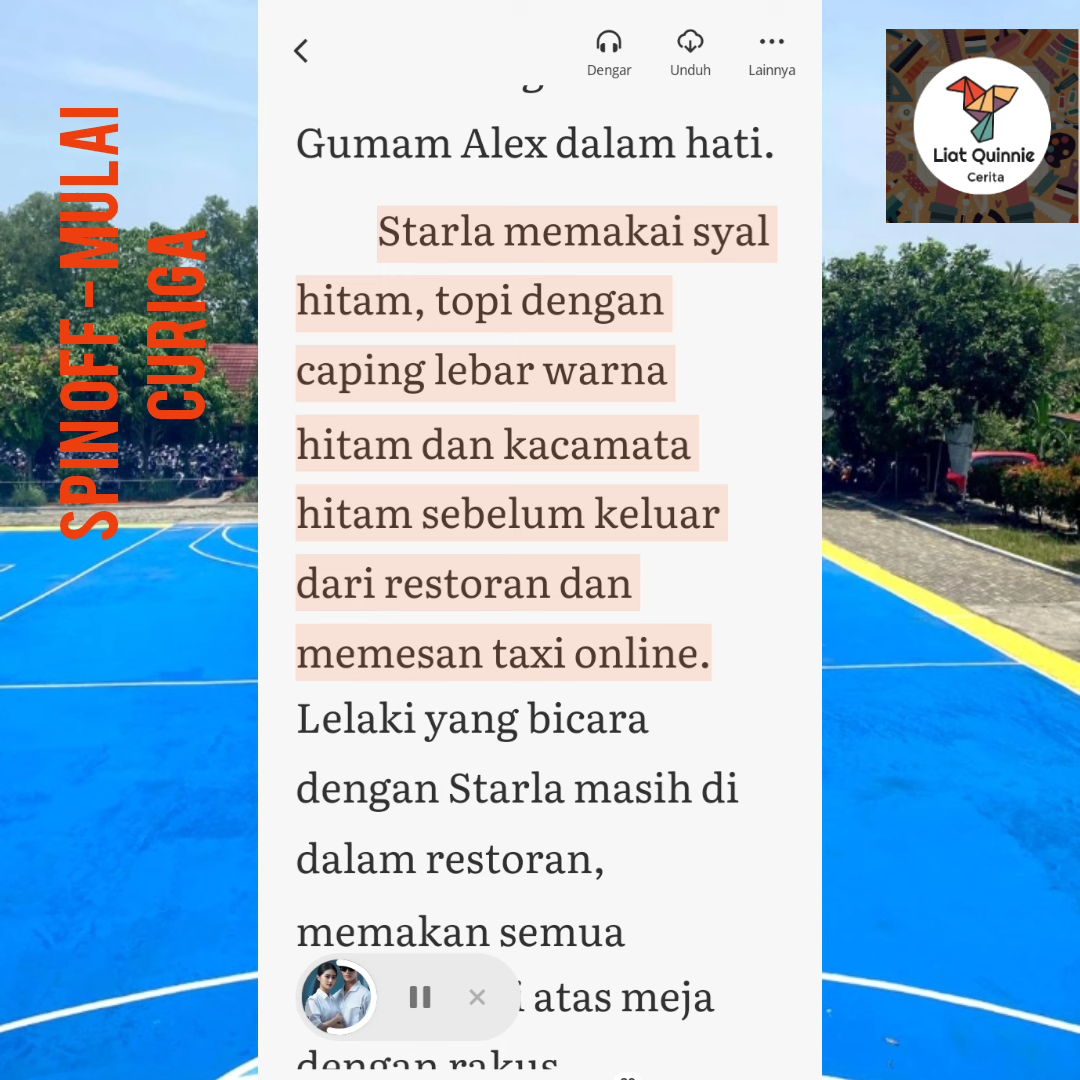 SPINOFF - MULAI
CURIGA
Dengar
Unduh
Lainnya
Liat Quinnie
Cerita
Gumam Alex dalam hati.
Starla memakai syal
hitam, topi dengan
caping lebar warna
hitam dan kacamata
hitam sebelum keluar
dari restoran dan
memesan taxi online.
Lelaki yang bicara
dengan Starla masih di
dalam restoran,
memakan semua
atas meja
dengan rakus